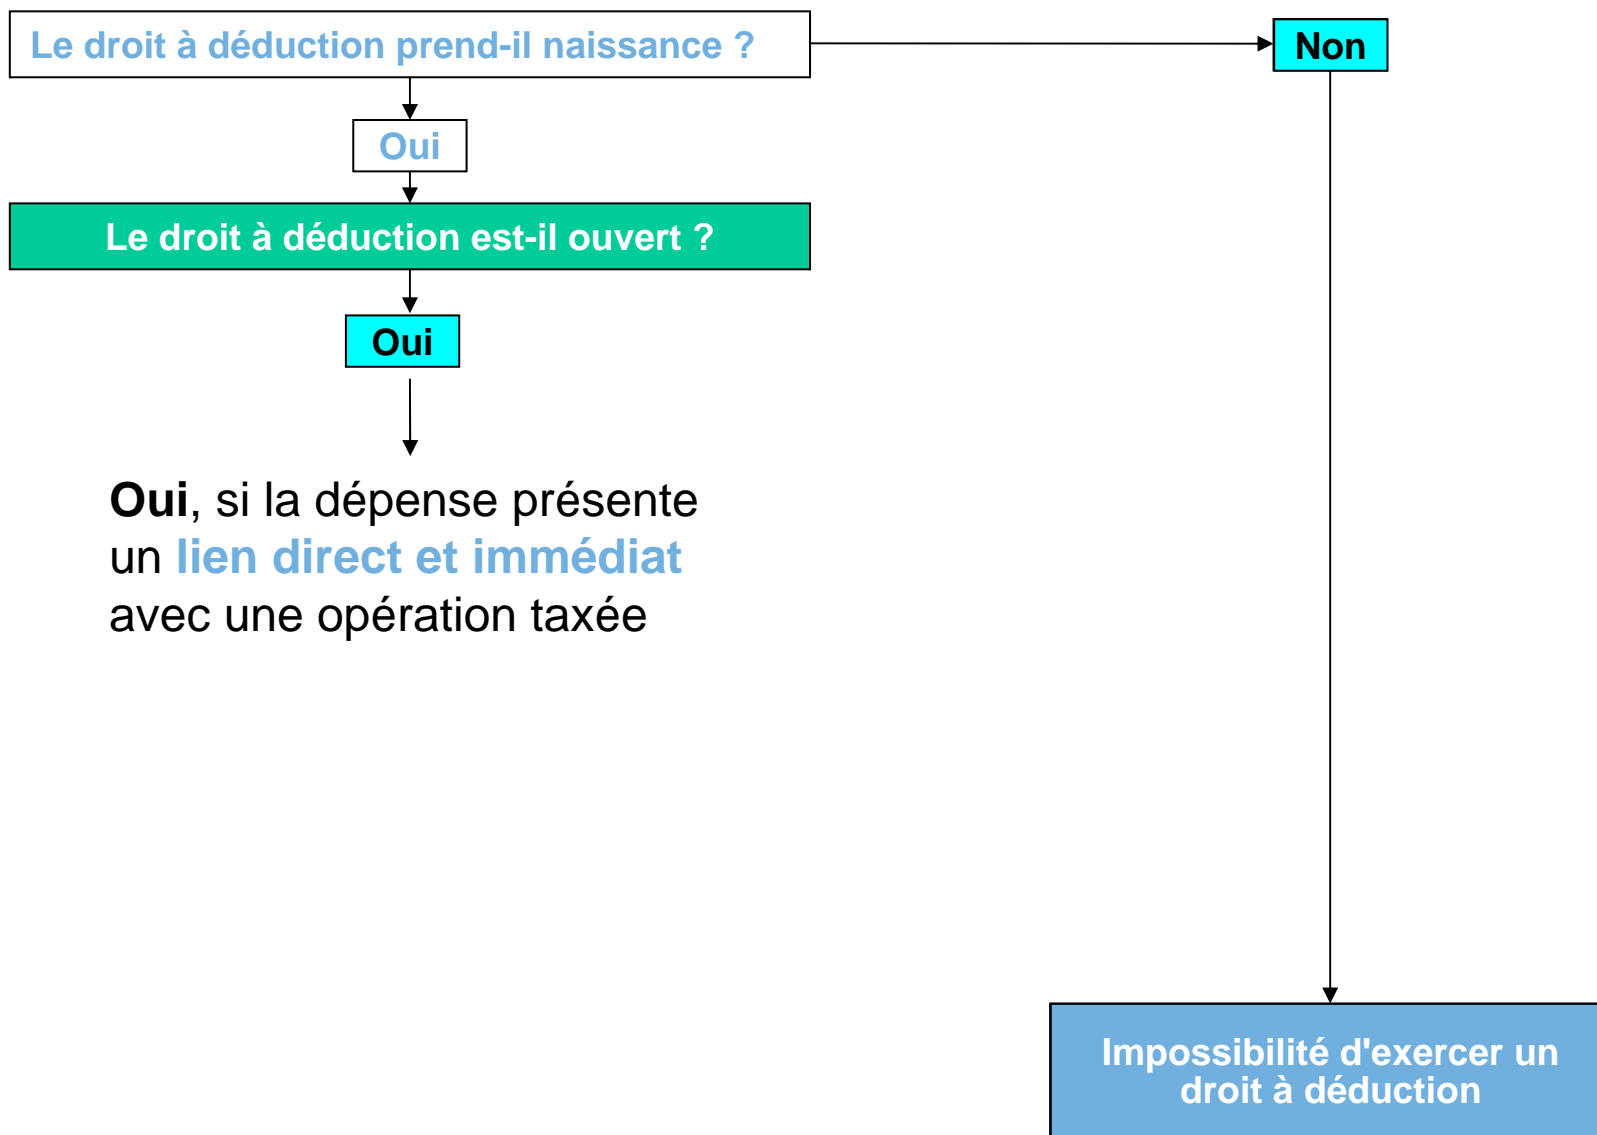 Le droit à déduction prend-il naissance ?
Non
Oui
Le droit à déduction est-il ouvert ?
Oui
Oui, si la dépense présente
un lien direct et immédiat
avec une opération taxée
Impossibilité d'exercer un
droit à déduction